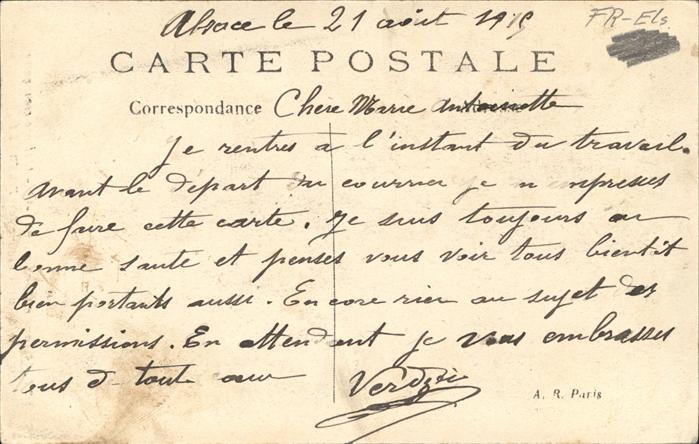 Alsace le 21 août 1915
FR-Els
CARTE POSTALE
Correspondance Chère Marie Antoinette
Je rentres a l'instant du travail.
avant le départ du courrier je m empresses
de faire cette carte. Je suis toujours en
bonne santé et penses vous voir tous bientôt
bien portants aussi. Encore rien au sujet des
permissions. En attendant je vous embrasses
tous de toute cœur
A. R. Paris